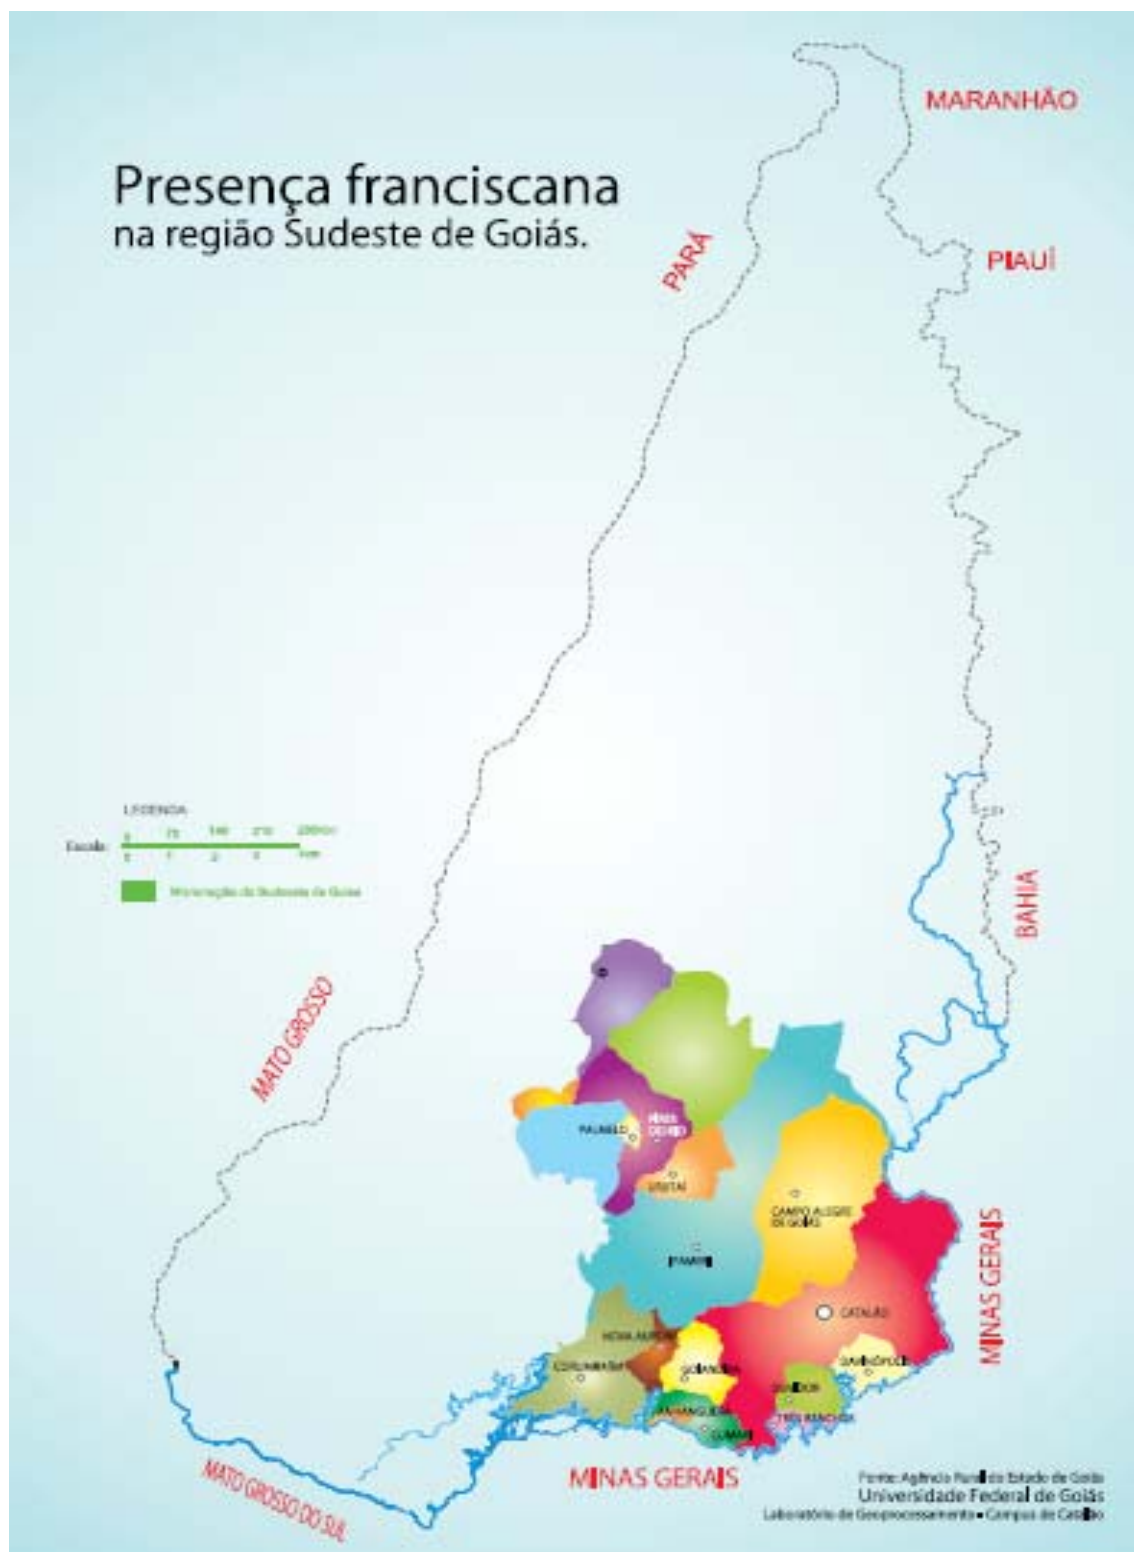 MARANHÃO
Presença franciscana
na região Sudeste de Goiás.
PARÁ
PIAUÍ
LEGENDA
Escala:
BAHIA
MATO GROSSO
PALMELO
PIRES
DO RIO
URUTAÍ
CAMPO ALEGRE
DE GOIÁS
IPAMERI
MINAS GERAIS
CATALÃO
NOVA AURORA
DAVINÓPOLIS
CORUMBAÍBA
GOIANDIRA
OUVIDOR
ANHANGUERA
TRÊS RANCHOS
CUMARI
MATO GROSSO DO SUL
MINAS GERAIS
Fonte: Agência Rural do Estado de Goiás
Universidade Federal de Goiás
Laboratório de Geoprocessamento - Campus de Catalão